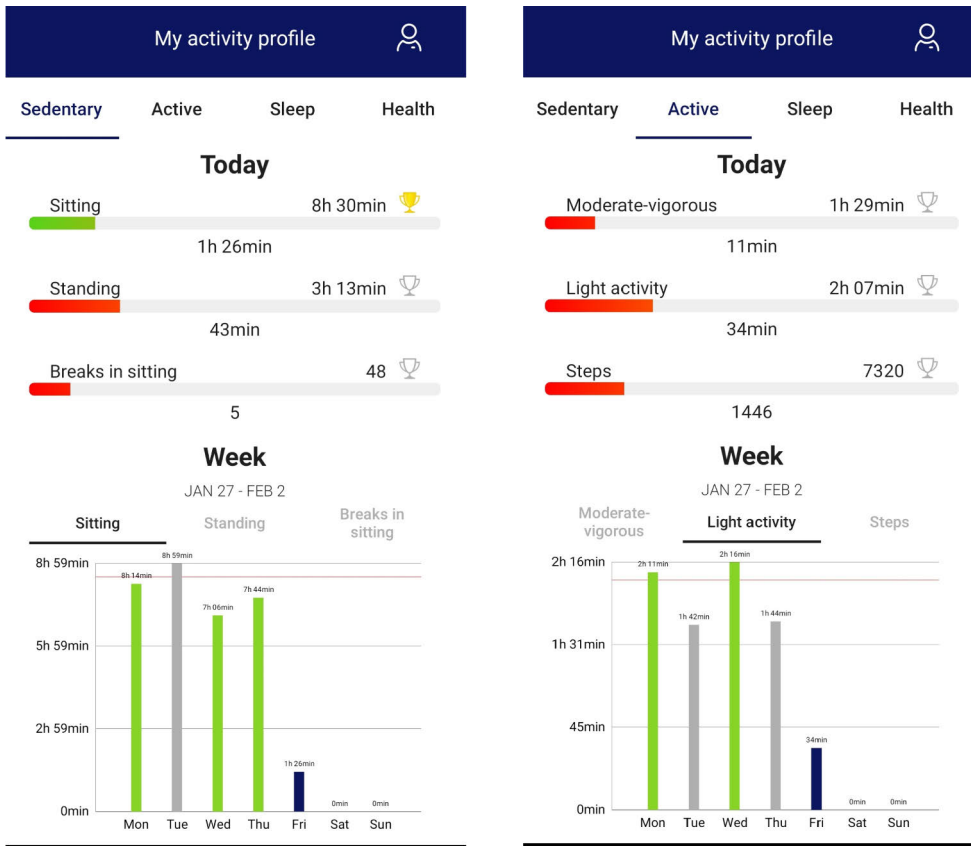 My activity profile
Sedentary Active Sleep Health
Today
Sitting 8h 30min
1h 26min
Standing 3h 13min
43min
Breaks in sitting 48
5
Week
JAN 27 - FEB 2
Sitting Standing Breaks in
sitting
8h 59min
5h 59min
2h 59min
0min
8h 14min
8h 59min
7h 06min
7h 44min
1h 26min
0min
0min
Mon Tue Wed Thu Fri Sat Sun
My activity profile
Sedentary Active Sleep Health
Today
Moderate-vigorous 1h 29min
11min
Light activity 2h 07min
34min
Steps 7320
1446
Week
JAN 27 - FEB 2
Moderate-
vigorous
Light activity Steps
2h 16min
1h 31min
45min
0min
2h 11min
1h 42min
2h 16min
1h 44min
34min
0min
0min
Mon Tue Wed Thu Fri Sat Sun